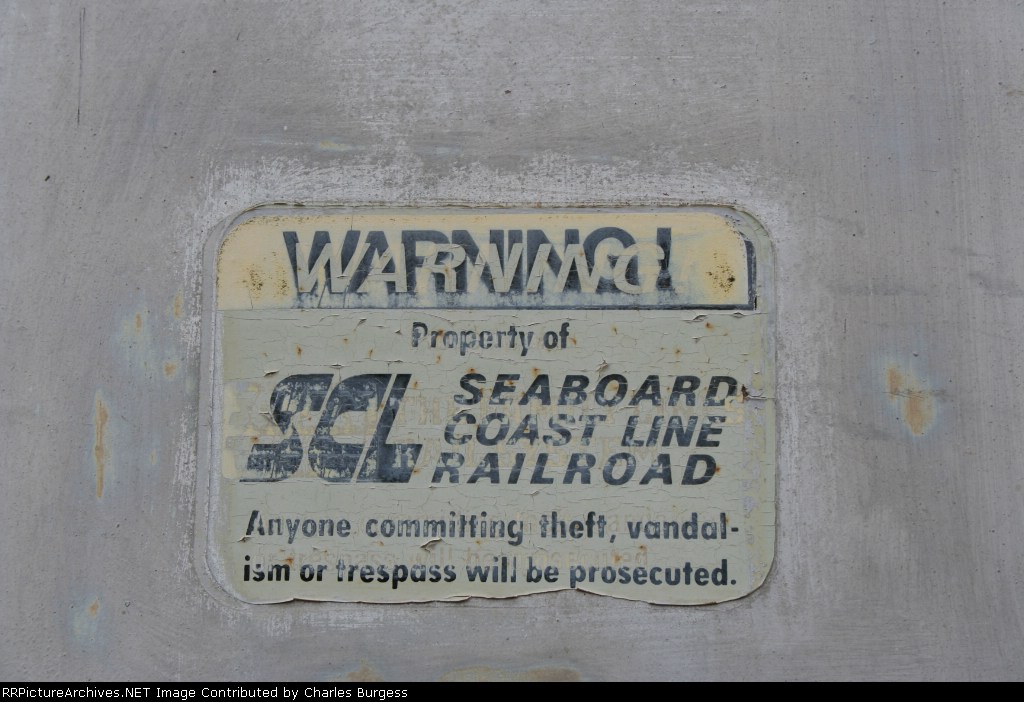 WARNING!
Property of
SCL SEABOARD
COAST LINE
RAILROAD
Anyone committing theft, vandal-
ism or trespass will be prosecuted.
RRPictureArchives.NET Image Contributed by Charles Burgess